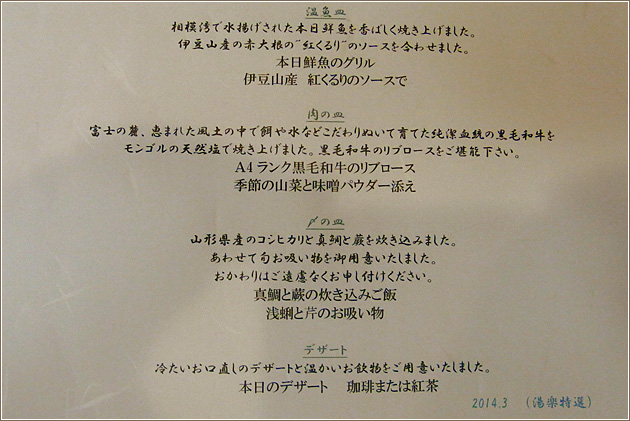 温魚皿
相模湾で水揚げされた本日鮮魚を香ばしく焼き上げました。
伊豆山産の赤大根の"紅くるり"のソースを合わせました。
本日鮮魚のグリル
伊豆山産 紅くるりのソースで
肉の皿
富士の麓、恵まれた風土の中で餌や水などこだわりぬいて育てた純潔血統の黒毛和牛を
モンゴルの天然塩で焼き上げました。黒毛和牛のリブロースをご堪能下さい。
A4ランク黒毛和牛のリブロース
季節の山菜と味噌パウダー添え
〆の皿
山形県産のコシヒカリと真鯛と蕨を炊き込みました。
あわせて旬お吸い物を御用意いたしました。
おかわりはご遠慮なくお申し付けください。
真鯛と蕨の炊き込みご飯
浅蜊と芹のお吸い物
デザート
冷たいお口直しのデザートと温かいお飲物をご用意いたしました。
本日のデザート 珈琲または紅茶
2014.3 (湯楽特選)